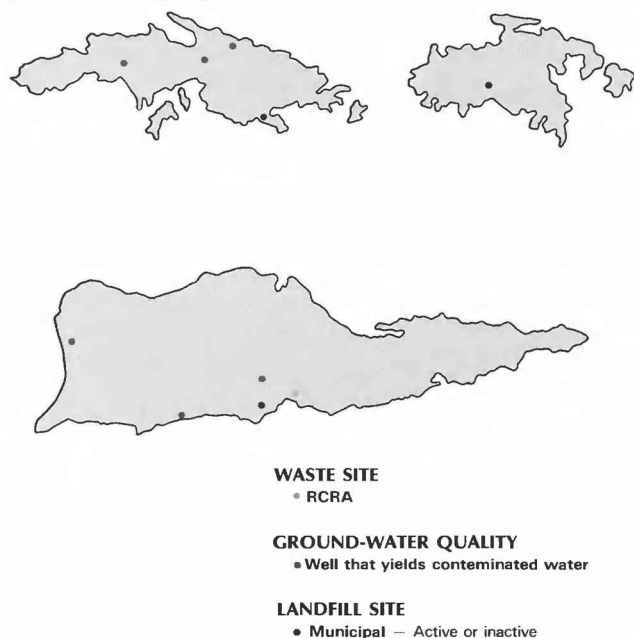 WASTE SITE
RCRA
GROUND-WATER QUALITY
Well that yields contaminated water
LANDFILL SITE
Municipal — Active or inactive